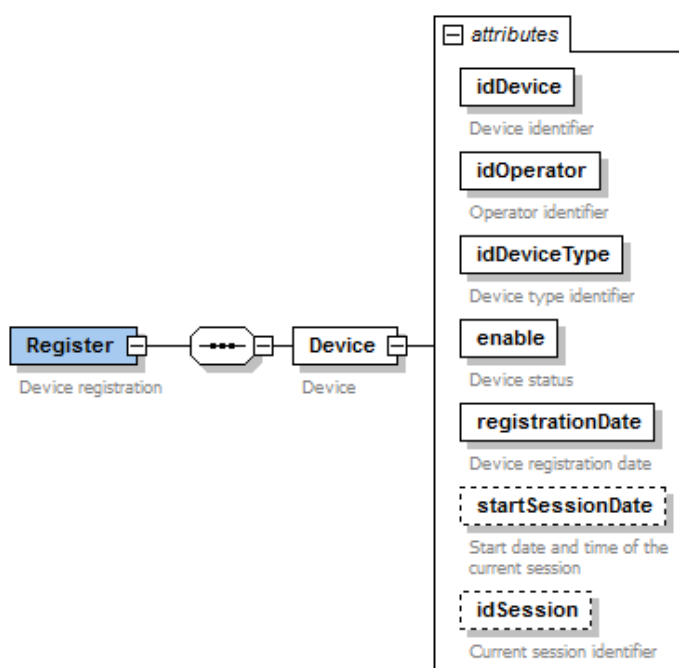 attributes
idDevice
Device identifier
idOperator
Operator identifier
idDeviceType
Device type identifier
Register
Device registration
Device
Device
enable
Device status
registrationDate
Device registration date
startSessionDate
Start date and time of the
current session
idSession
Current session identifier